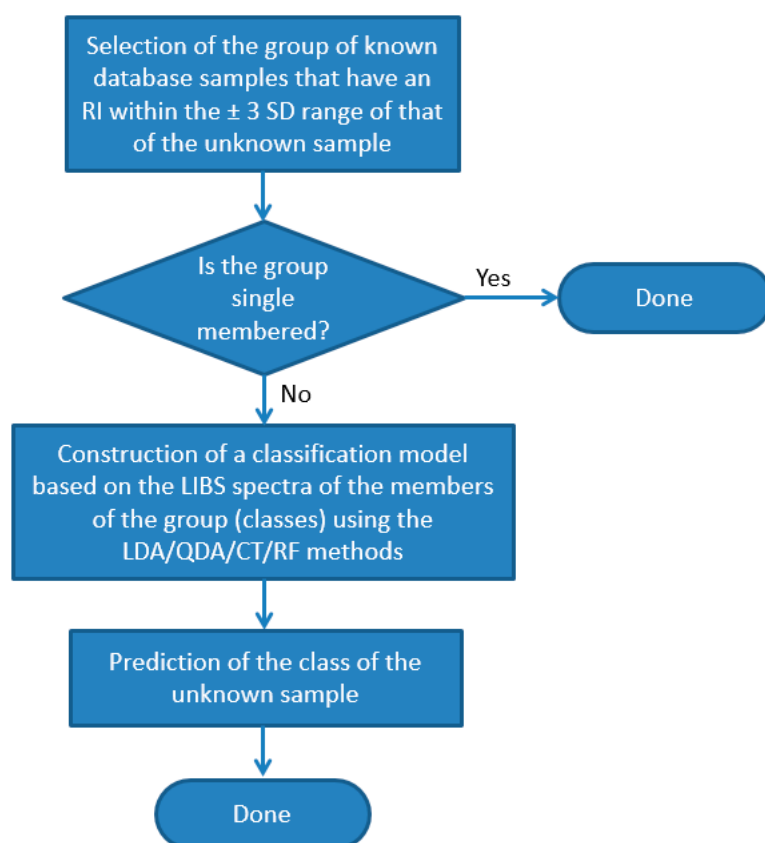 Selection of the group of known
database samples that have an
RI within the ± 3 SD range of that
of the unknown sample
Is the group
single
membered?
Yes
Done
No
Construction of a classification model
based on the LIBS spectra of the members
of the group (classes) using the
LDA/QDA/CT/RF methods
Prediction of the class of the
unknown sample
Done